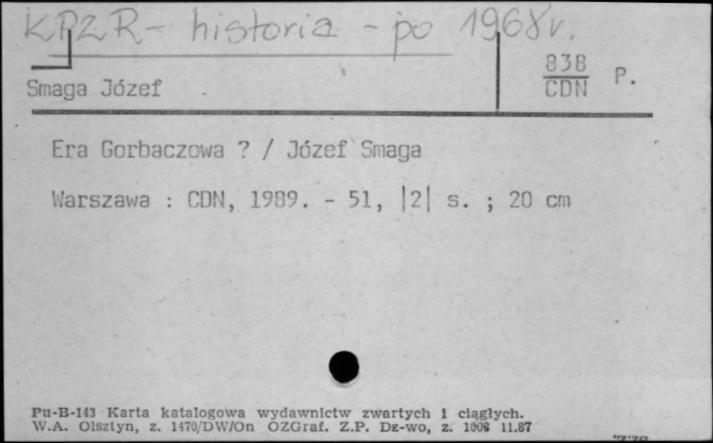 KPZR - historia - po 1968 r.
838
CDN P.
Smaga Józef
Era Gorbaczowa ? / Józef Smaga
Warszawa : CDN, 1989. - 51, |2| s. ; 20 cm
Pu-B-143 Karta katalogowa wydawnictw zwartych i ciągłych.
W.A. Olsztyn, z. 1470/DW/On OZGraf. Z.P. Dz-wo, z. 1008 11.87